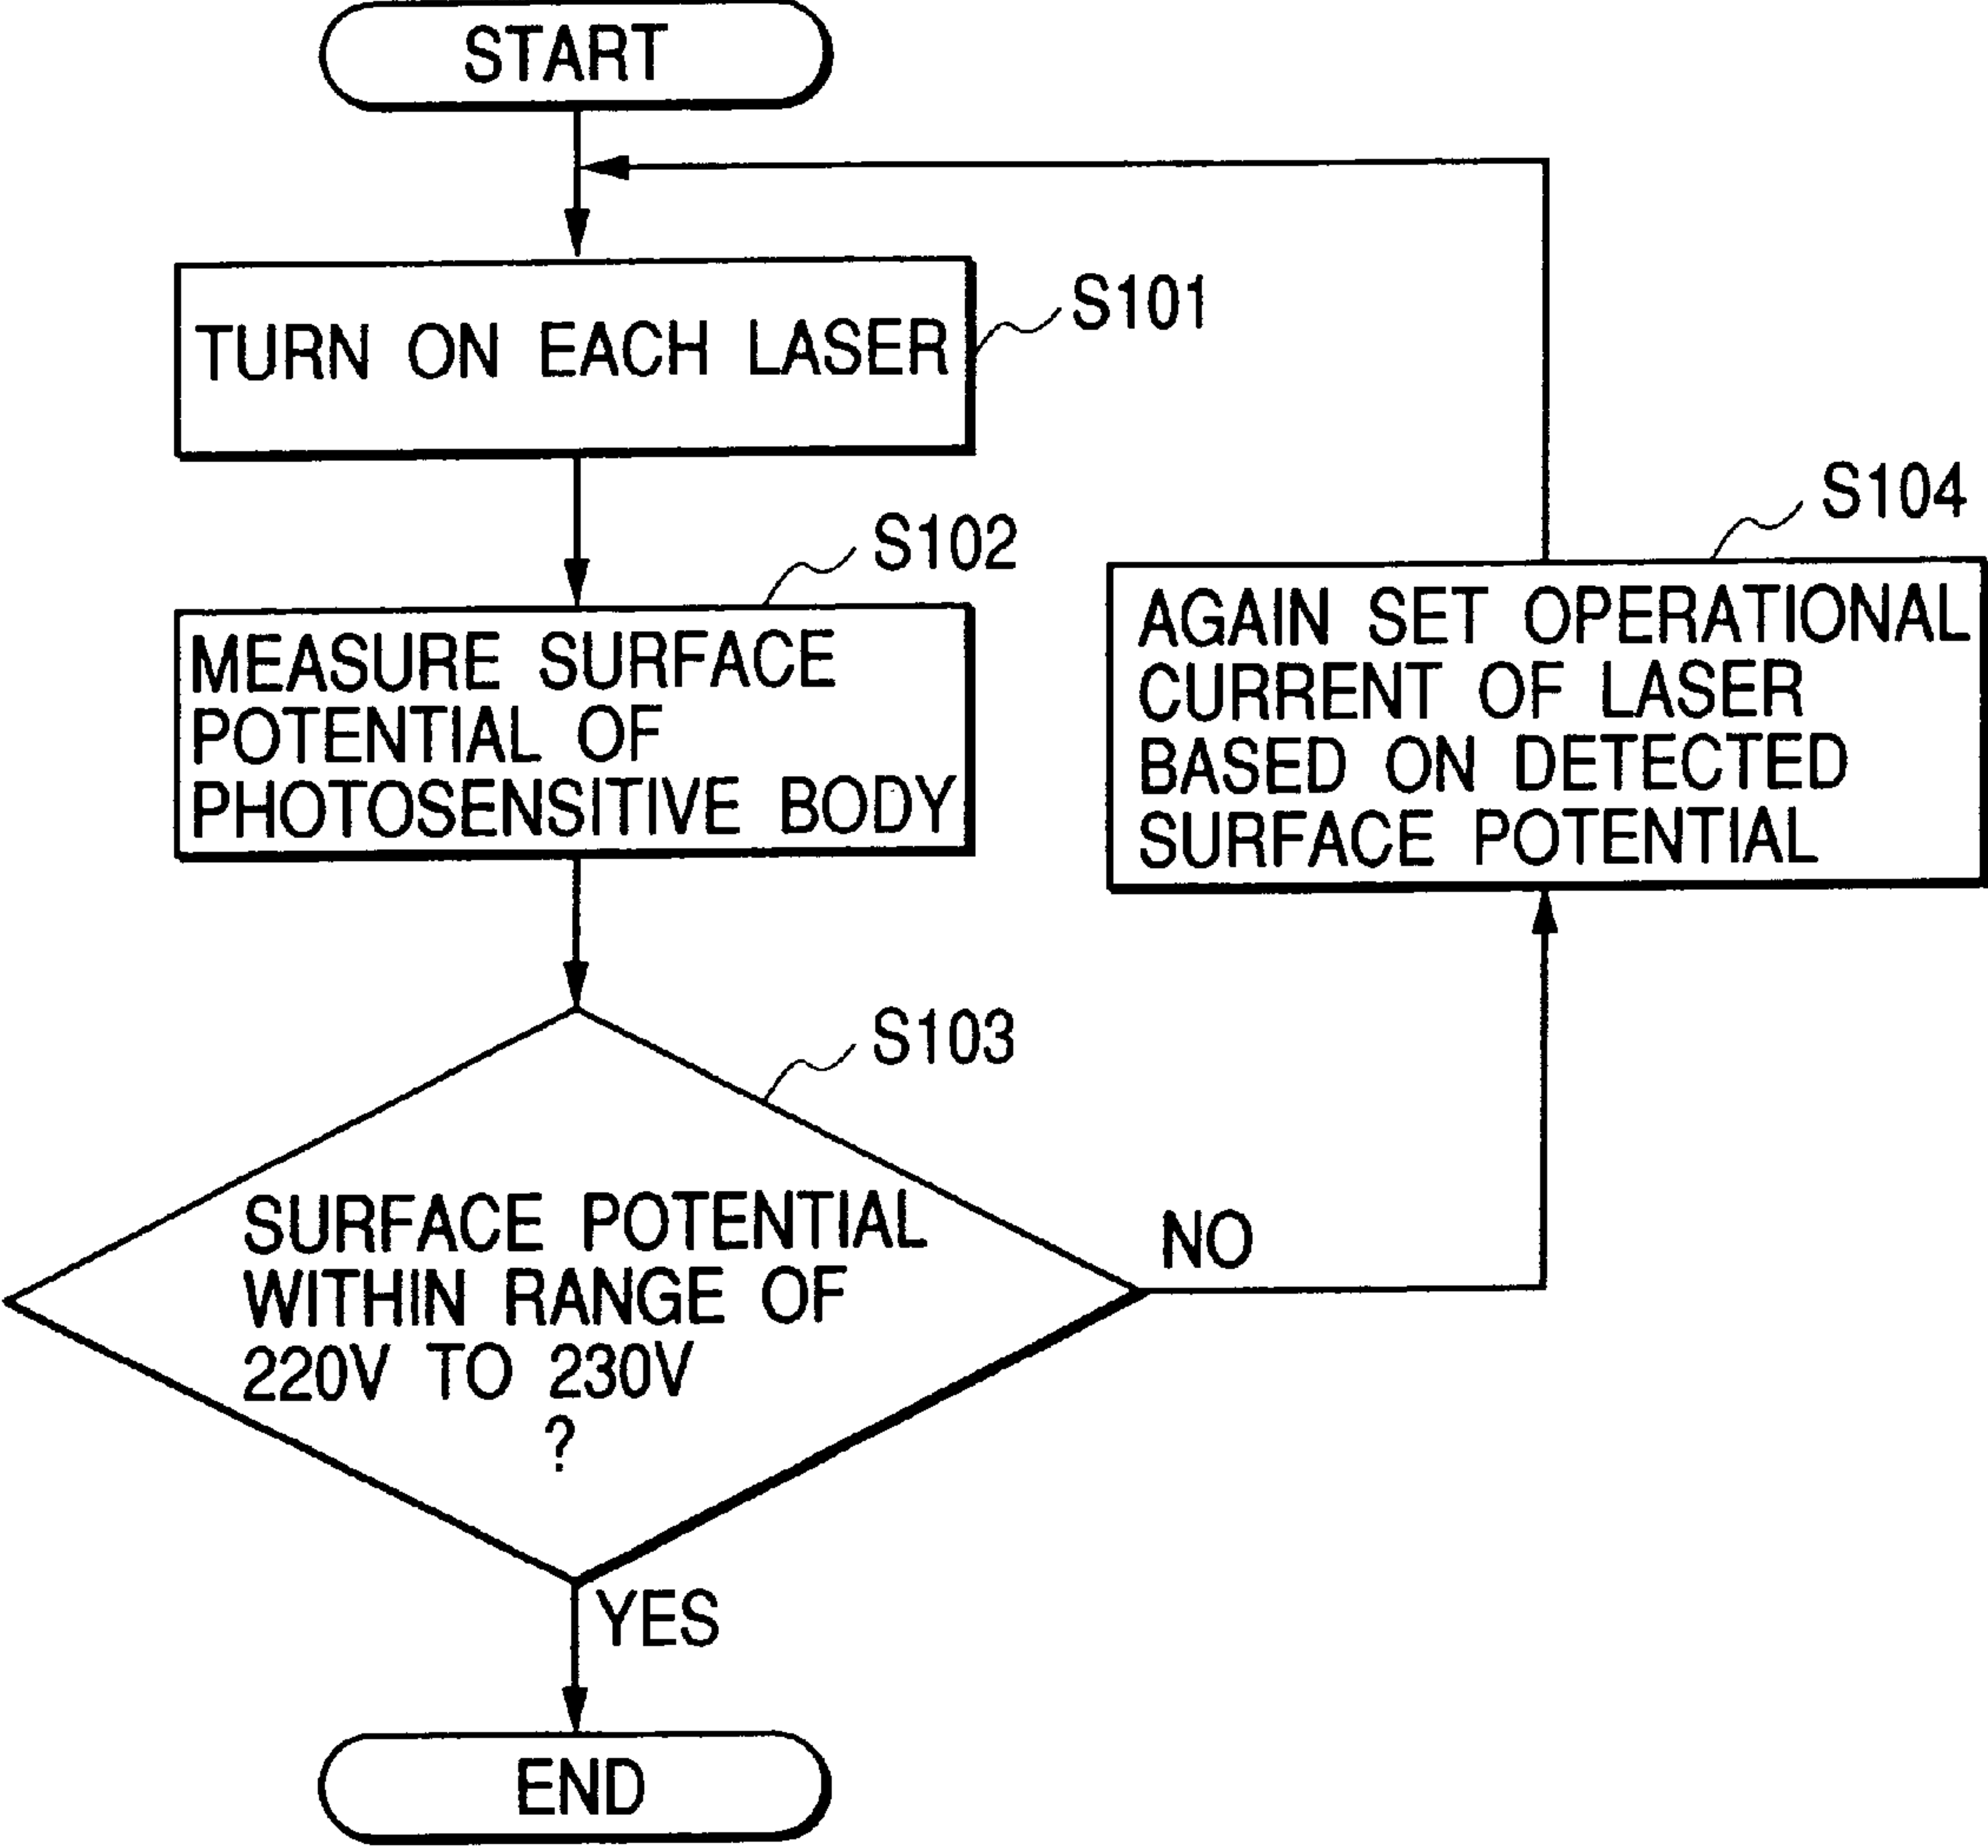 START
TURN ON EACH LASER
S101
S102
MEASURE SURFACE
POTENTIAL OF
PHOTOSENSITIVE BODY
S103
SURFACE POTENTIAL
WITHIN RANGE OF
220V TO 230V
?
NO
YES
S104
AGAIN SET OPERATIONAL
CURRENT OF LASER
BASED ON DETECTED
SURFACE POTENTIAL
END